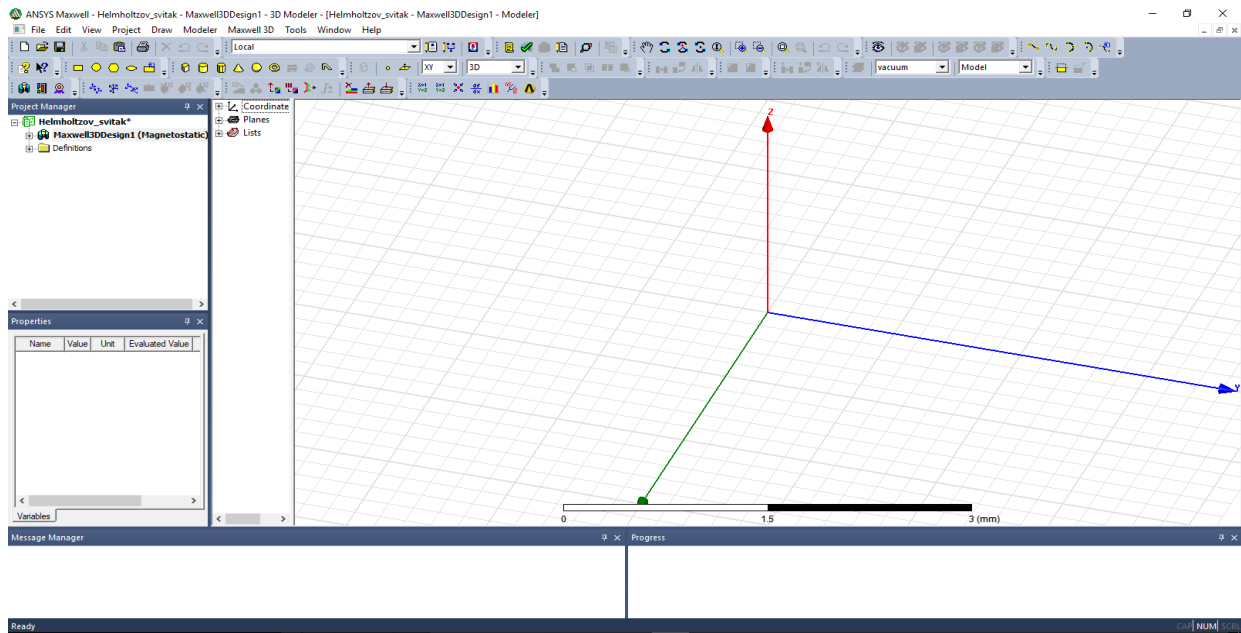 ANSYS Maxwell - Helmholtzov_svitak - Maxwell3DDesign1 - 3D Modeler - [Helmholtzov_svitak - Maxwell3DDesign1 - Modeler]
File Edit View Project Draw Modeler Maxwell 3D Tools Window Help
Local
XY 3D vacuum Model
Project Manager
Helmholtzov_svitak*
Maxwell3DDesign1 (Magnetostatic)
Definitions
Coordinate
Planes
Lists
Z
Y
Properties
Name Value Unit Evaluated Value
Variables
0 1.5 3 (mm)
Message Manager
Progress
Ready
CAP NUM SCRL